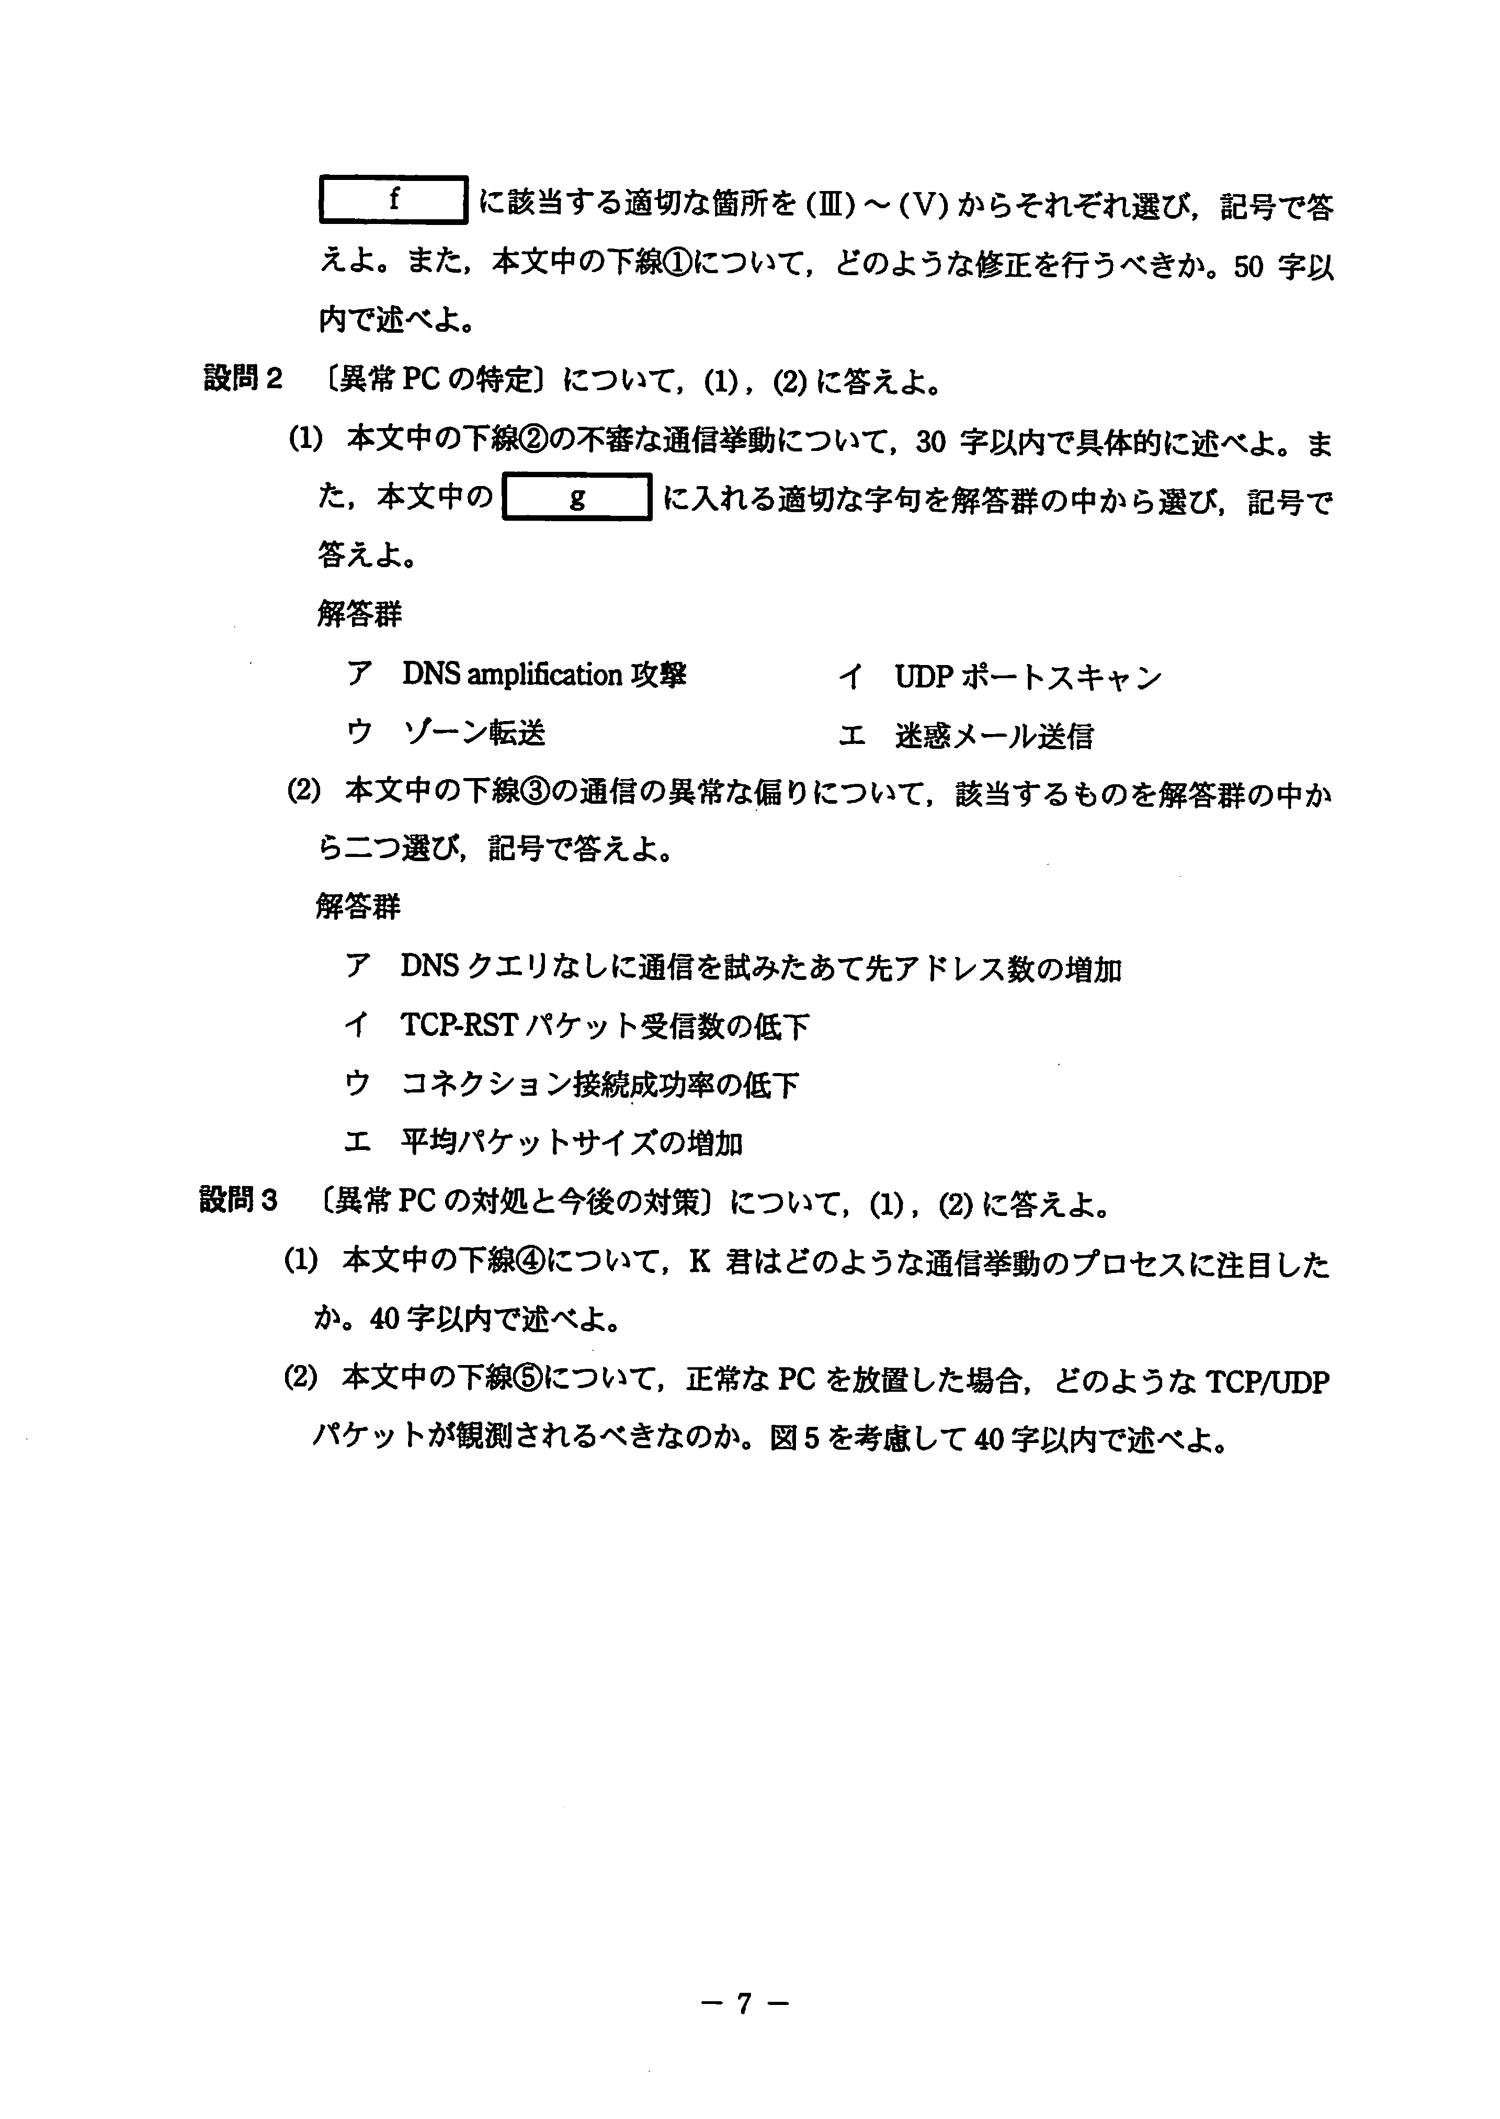 f に該当する適切な箇所を (Ⅲ) ～ (Ⅴ) からそれぞれ選び，記号で答
えよ。また，本文中の下線①について，どのような修正を行うべきか。50 字以
内で述べよ。
設問２ 〔異常 PC の特定〕について，(1)，(2) に答えよ。
(1) 本文中の下線②の不審な通信挙動について，30 字以内で具体的に述べよ。ま
た，本文中の g に入れる適切な字句を解答群の中から選び，記号で
答えよ。
解答群
ア DNS amplification 攻撃 イ UDP ポートスキャン
ウ ゾーン転送 エ 迷惑メール送信
(2) 本文中の下線③の通信の異常な偏りについて，該当するものを解答群の中か
ら二つ選び，記号で答えよ。
解答群
ア DNS クエリなしに通信を試みたあて先アドレス数の増加
イ TCP-RST パケット受信数の低下
ウ コネクション接続成功率の低下
エ 平均パケットサイズの増加
設問３ 〔異常 PC の対処と今後の対策〕について，(1)，(2) に答えよ。
(1) 本文中の下線④について，K 君はどのような通信挙動のプロセスに注目した
か。40 字以内で述べよ。
(2) 本文中の下線⑤について，正常な PC を放置した場合，どのような TCP/UDP
パケットが観測されるべきなのか。図 5 を考慮して 40 字以内で述べよ。
－ 7 －